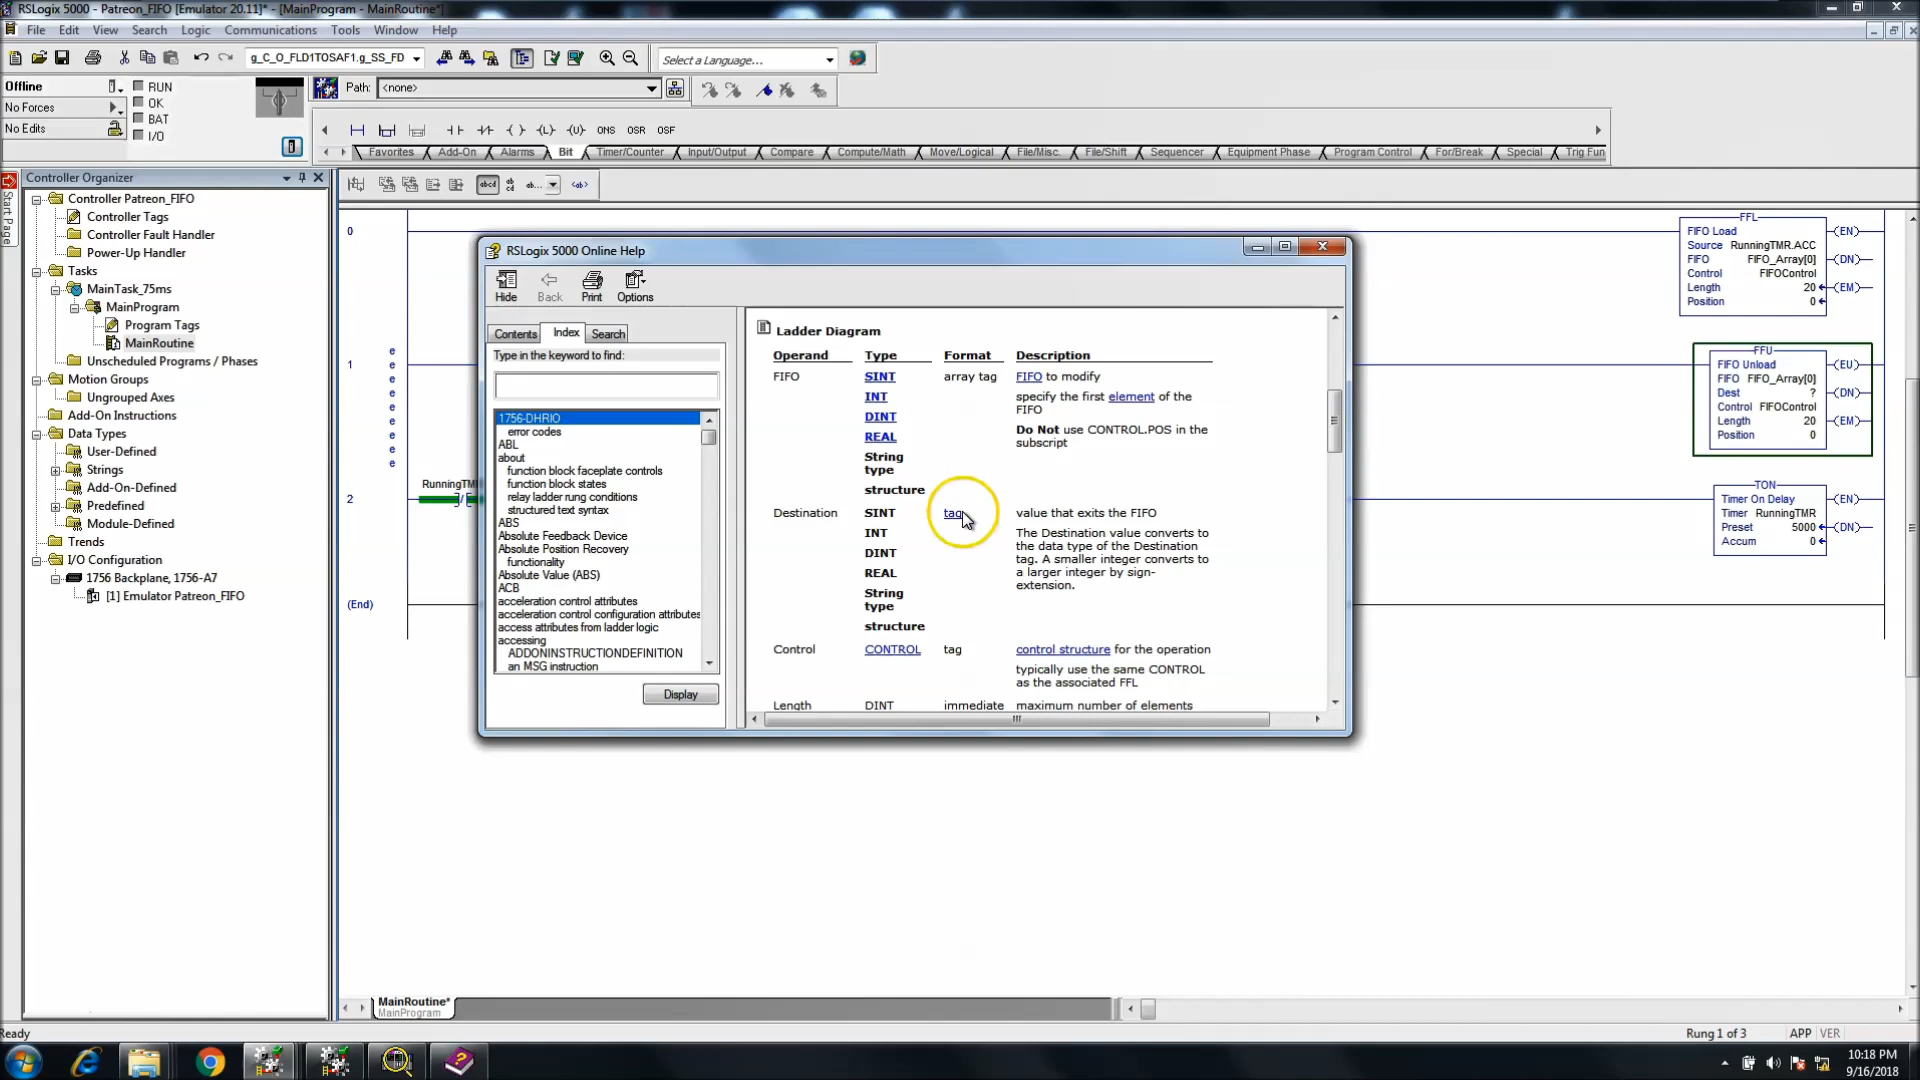 RSLogix 5000 - Patreon_FIFO [Emulator 20.11]* - [MainProgram - MainRoutine*]
File Edit View Search Logic Communications Tools Window Help
g_C_O_FLD1TOSAF1.g_SS_FD
Select a Language...
Offline
RUN
Path: <none>
No Forces
OK
No Edits
BAT
I/O
ONS OSR OSF
Favorites Add-On Alarms Bit Timer/Counter Input/Output Compare Compute/Math Move/Logical File/Misc. File/Shift Sequencer Equipment Phase Program Control For/Break Special Trig Fun
Start Page
Controller Organizer
Controller Patreon_FIFO
Controller Tags
Controller Fault Handler
Power-Up Handler
Tasks
MainTask_75ms
MainProgram
Program Tags
MainRoutine
Unscheduled Programs / Phases
Motion Groups
Ungrouped Axes
Add-On Instructions
Data Types
User-Defined
Strings
Add-On-Defined
Predefined
Module-Defined
Trends
I/O Configuration
1756 Backplane, 1756-A7
[1] Emulator Patreon_FIFO
0
FFL
FIFO Load
Source RunningTMR.ACC
FIFO FIFO_Array[0]
Control FIFOControl
Length 20
Position 0
EN
DN
EM
1
e
e
e
e
e
e
e
e
e
FFU
FIFO Unload
FIFO FIFO_Array[0]
Dest ?
Control FIFOControl
Length 20
Position 0
EU
DN
EM
2
RunningTM
TON
Timer On Delay
Timer RunningTMR
Preset 5000
Accum 0
EN
DN
(End)
RSLogix 5000 Online Help
Hide Back Print Options
Contents Index Search
Type in the keyword to find:
1756-DHRIO
error codes
ABL
about
function block faceplate controls
function block states
relay ladder rung conditions
structured text syntax
ABS
Absolute Feedback Device
Absolute Position Recovery
functionality
Absolute Value (ABS)
ACB
acceleration control attributes
acceleration control configuration attributes
access attributes from ladder logic
accessing
ADDONINSTRUCTIONDEFINITION
an MSG instruction
Display
Ladder Diagram
Operand Type Format Description
FIFO SINT array tag FIFO to modify
INT specify the first element of the
DINT FIFO
REAL Do Not use CONTROL.POS in the
String subscript
type
structure
Destination SINT tag value that exits the FIFO
INT The Destination value converts to
DINT the data type of the Destination
tag. A smaller integer converts to
REAL a larger integer by sign-
String extension.
type
structure
Control CONTROL tag control structure for the operation
typically use the same CONTROL
as the associated FFL
Length DINT immediate maximum number of elements
MainRoutine*
MainProgram
Ready
Rung 1 of 3 APP VER
10:18 PM
9/16/2018